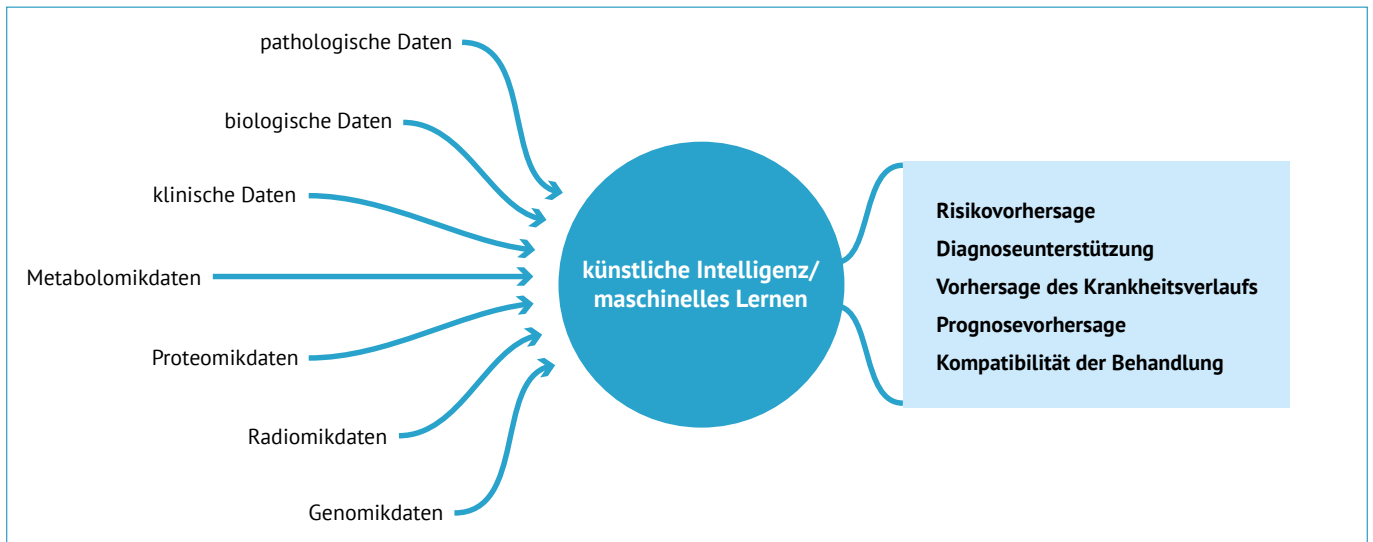 pathologische Daten
biologische Daten
klinische Daten
Metabolomikdaten
Proteomikdaten
Radiomikdaten
Genomikdaten
künstliche Intelligenz/
maschinelles Lernen
Risikovorhersage
Diagnoseunterstützung
Vorhersage des Krankheitsverlaufs
Prognosevorhersage
Kompatibilität der Behandlung